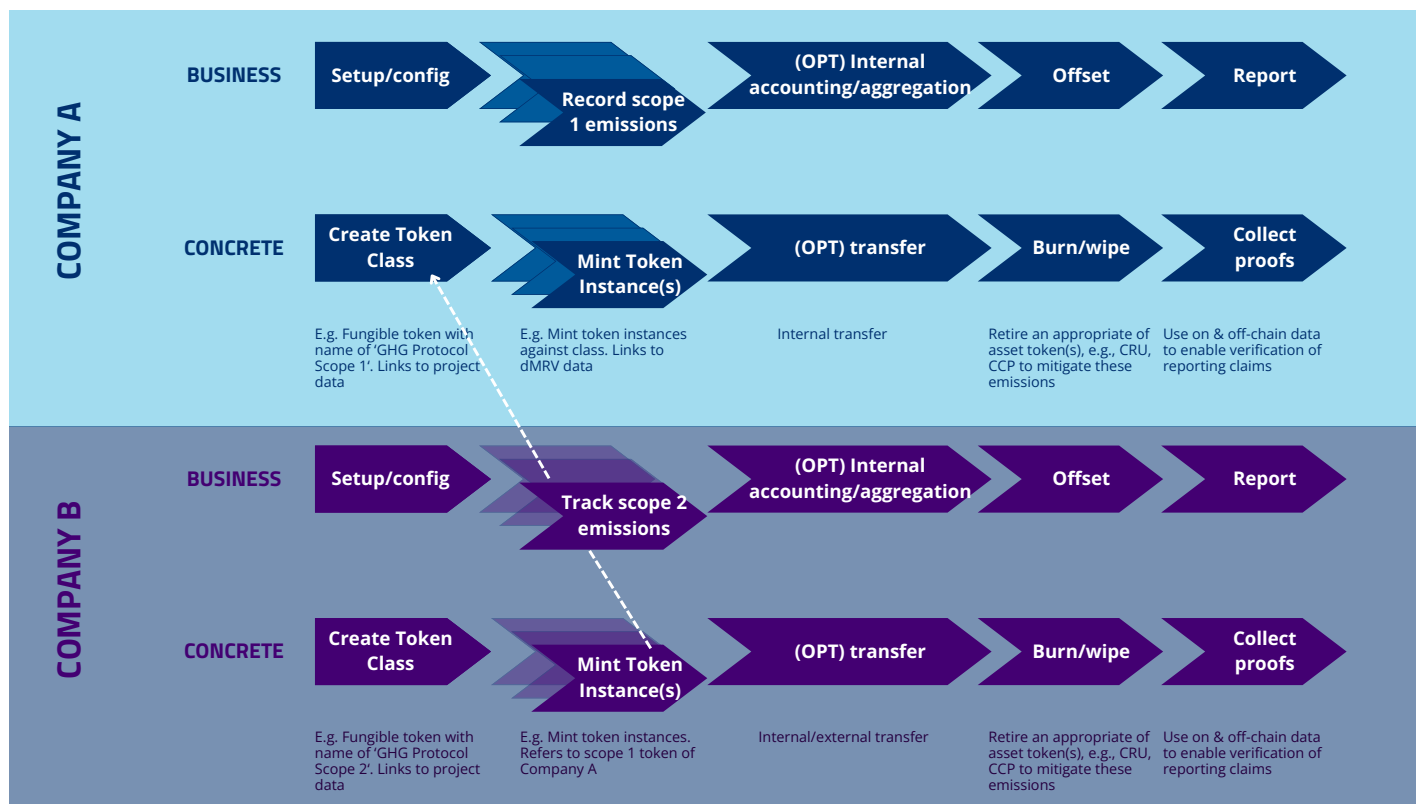 COMPANY A
BUSINESS
Setup/config
Record scope
1 emissions
(OPT) Internal
accounting/aggregation
Offset
Report
CONCRETE
Create Token
Class
Mint Token
Instance(s)
(OPT) transfer
Burn/wipe
Collect
proofs
E.g. Fungible token with
name of ‘GHG Protocol
Scope 1’. Links to project
data
E.g. Mint token instances
against class. Links to
dMRV data
Internal transfer
Retire an appropriate of
asset token(s), e.g., CRU,
CCP to mitigate these
emissions
Use on & off-chain data
to enable verification of
reporting claims
COMPANY B
BUSINESS
Setup/config
Track scope 2
emissions
(OPT) Internal
accounting/aggregation
Offset
Report
CONCRETE
Create Token
Class
Mint Token
Instance(s)
(OPT) transfer
Burn/wipe
Collect
proofs
E.g. Fungible token with
name of ‘GHG Protocol
Scope 2’. Links to project
data
E.g. Mint token instances.
Refers to scope 1 token of
Company A
Internal/external transfer
Retire an appropriate of
asset token(s), e.g., CRU,
CCP to mitigate these
emissions
Use on & off-chain data
to enable verification of
reporting claims